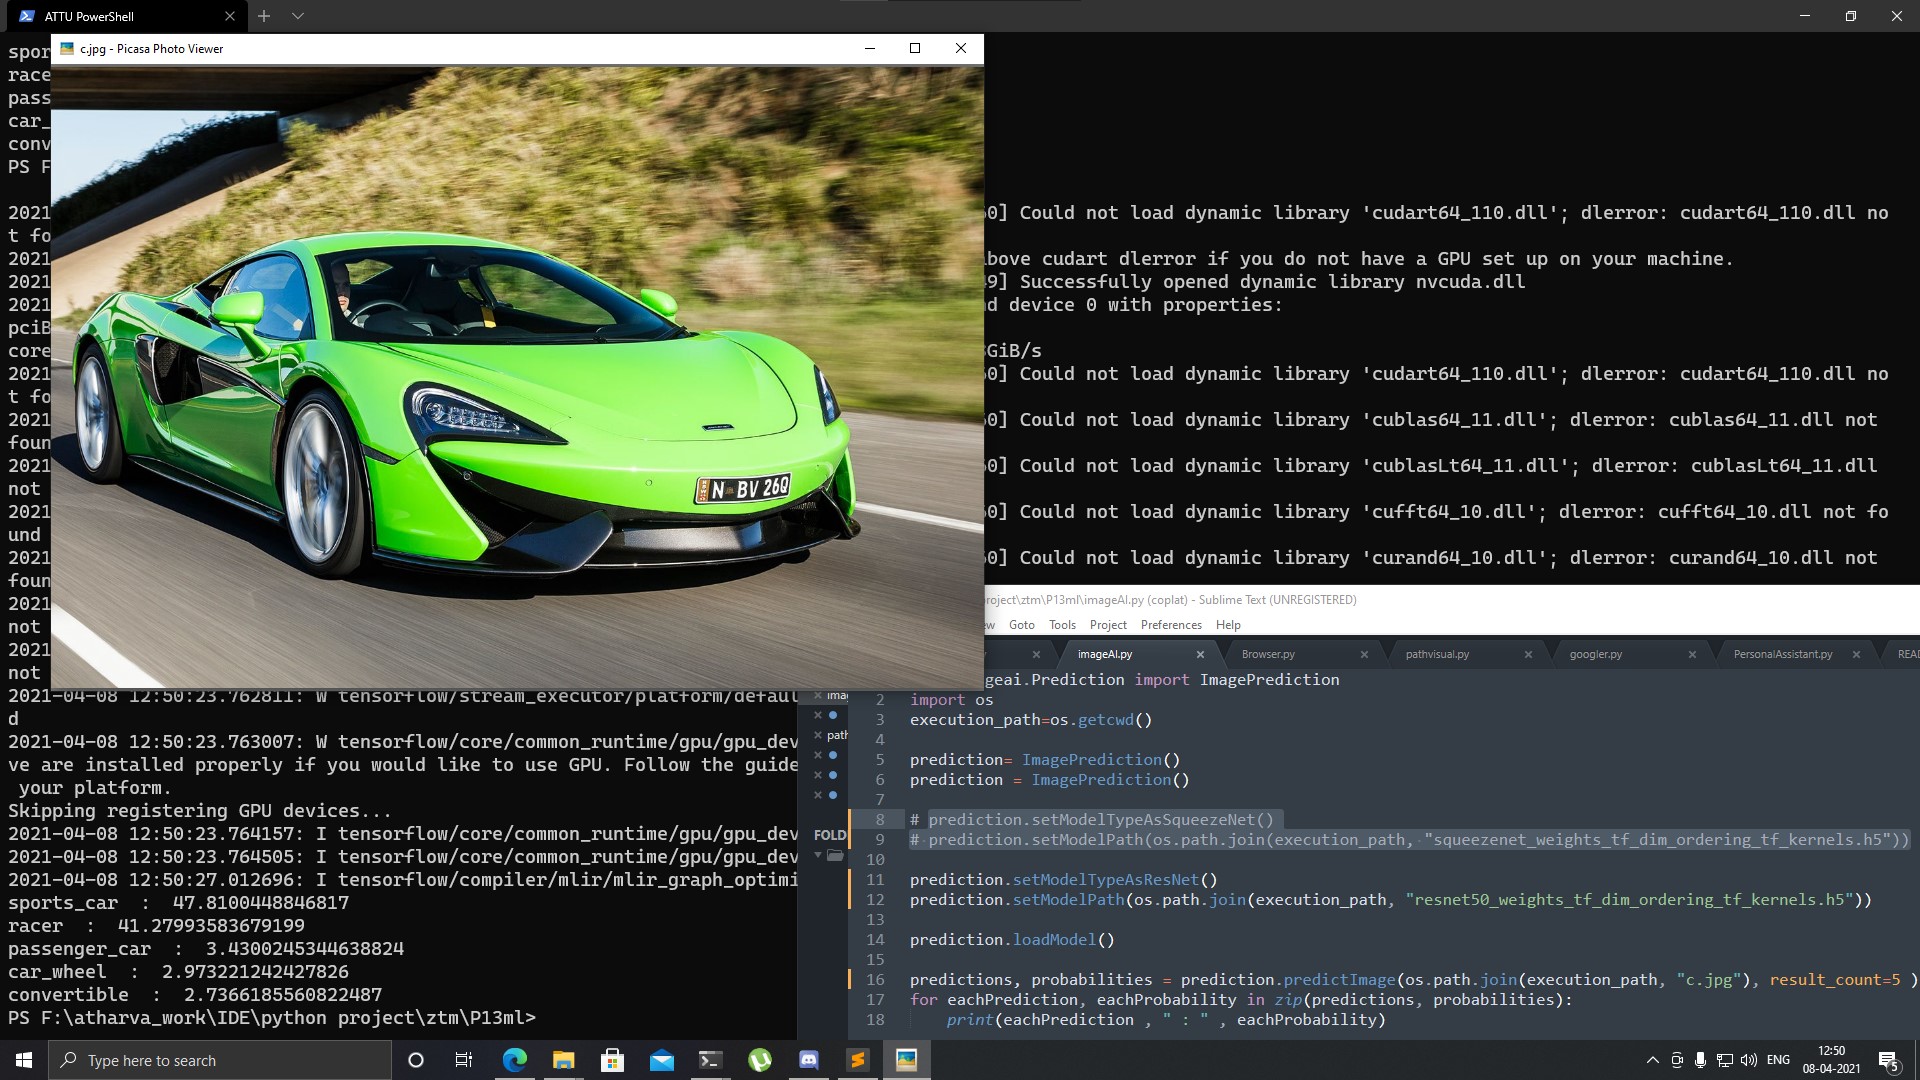 ATTU PowerShell
spor
race
pass
car_
conv
PS F
c.jpg - Picasa Photo Viewer
N BV 26Q
2021
60] Could not load dynamic library 'cudart64_110.dll'; dlerror: cudart64_110.dll no
t fo
2021
above cudart dlerror if you do not have a GPU set up on your machine.
2021
49] Successfully opened dynamic library nvcuda.dll
2021
nd device 0 with properties:
pciB
core
GiB/s
2021
60] Could not load dynamic library 'cudart64_110.dll'; dlerror: cudart64_110.dll no
t fo
2021
60] Could not load dynamic library 'cublas64_11.dll'; dlerror: cublas64_11.dll not
foun
2021
60] Could not load dynamic library 'cublasLt64_11.dll'; dlerror: cublasLt64_11.dll
not
2021
60] Could not load dynamic library 'cufft64_10.dll'; dlerror: cufft64_10.dll not fo
und
2021
60] Could not load dynamic library 'curand64_10.dll'; dlerror: curand64_10.dll not
foun
2021
not
2021
not
2021-04-08 12:50:23.762811: W tensorflow/stream_executor/platform/defaul
d
2021-04-08 12:50:23.763007: W tensorflow/core/common_runtime/gpu/gpu_dev
ve are installed properly if you would like to use GPU. Follow the guide
your platform.
Skipping registering GPU devices...
2021-04-08 12:50:23.764157: I tensorflow/core/common_runtime/gpu/gpu_dev
2021-04-08 12:50:23.764505: I tensorflow/core/common_runtime/gpu/gpu_dev
2021-04-08 12:50:27.012696: I tensorflow/compiler/mlir/mlir_graph_optimi
sports_car : 47.8100448846817
racer : 41.27993583679199
passenger_car : 3.4300245344638824
car_wheel : 2.973221242427826
convertible : 2.7366185560822487
PS F:\atharva_work\IDE\python project\ztm\P13ml>
project\ztm\P13ml\imageAI.py (coplat) - Sublime Text (UNREGISTERED)
ew Goto Tools Project Preferences Help
imageAI.py Browser.py pathvisual.py googler.py PersonalAssistant.py READ
imag
path
FOLD
geai.Prediction import ImagePrediction
2 import os
3 execution_path=os.getcwd()
4
5 prediction= ImagePrediction()
6 prediction = ImagePrediction()
7
8 # prediction.setModelTypeAsSqueezeNet()
9 # prediction.setModelPath(os.path.join(execution_path, "squeezenet_weights_tf_dim_ordering_tf_kernels.h5"))
10
11 prediction.setModelTypeAsResNet()
12 prediction.setModelPath(os.path.join(execution_path, "resnet50_weights_tf_dim_ordering_tf_kernels.h5"))
13
14 prediction.loadModel()
15
16 predictions, probabilities = prediction.predictImage(os.path.join(execution_path, "c.jpg"), result_count=5 )
17 for eachPrediction, eachProbability in zip(predictions, probabilities):
18 print(eachPrediction , " : " , eachProbability)
Type here to search
ENG
12:50
08-04-2021
5